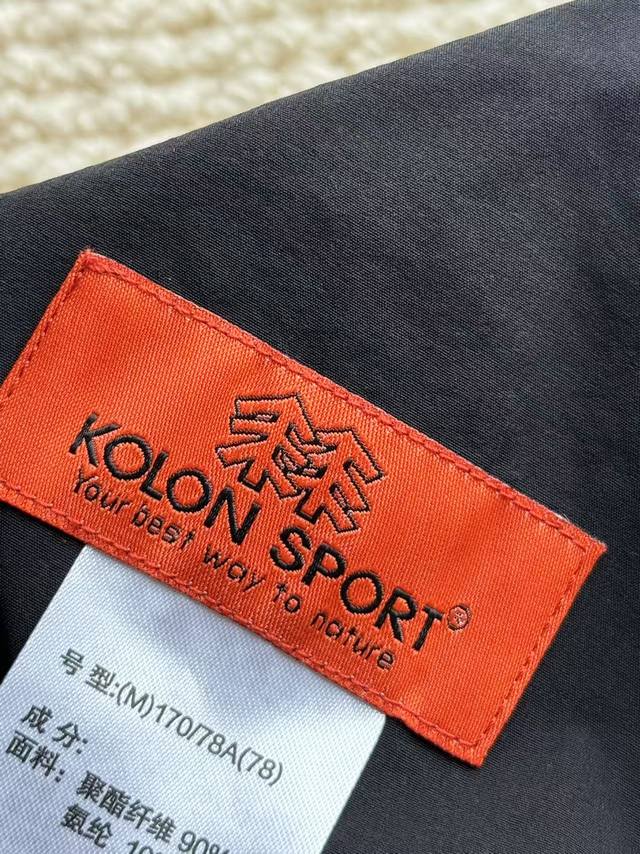 KOLON SPORT®
Your best way to nature
号 型:(M)170/78A(78)
成 分:
面料: 聚酯纤维 90%
氨纶